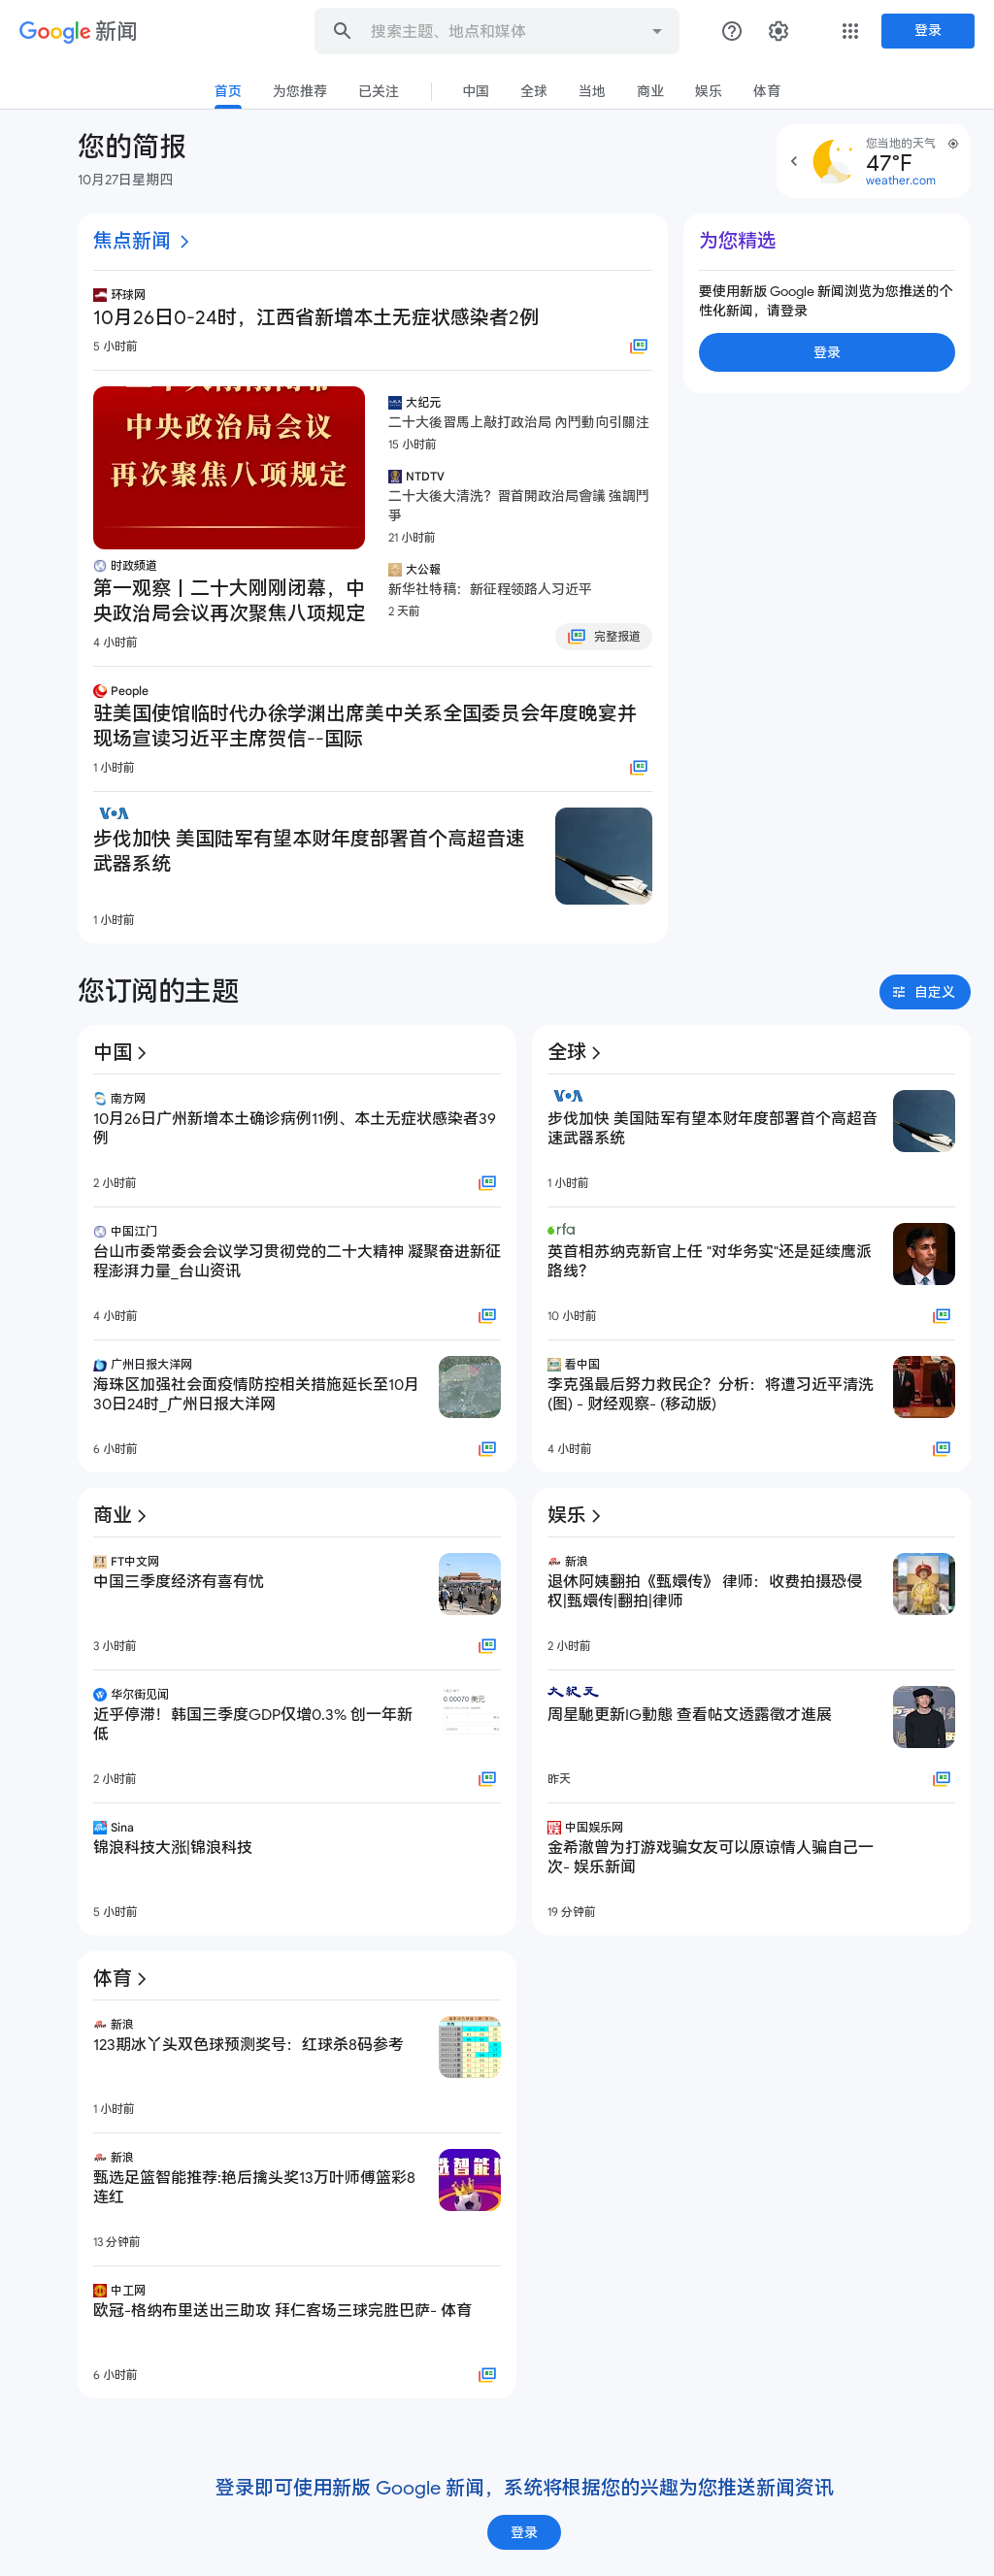 Google 新闻
搜索主题、地点和媒体
登录
首页 为您推荐 已关注 中国 全球 当地 商业 娱乐 体育
您的简报
10月27日星期四
您当地的天气
47°F
weather.com
焦点新闻
环球网
10月26日0-24时，江西省新增本土无症状感染者2例
5 小时前
为您精选
要使用新版 Google 新闻浏览为您推送的个
性化新闻，请登录
登录
中央政治局会议
再次聚焦八项规定
时政频道
第一观察丨二十大刚刚闭幕，中
央政治局会议再次聚焦八项规定
4 小时前
大纪元
二十大後習馬上敲打政治局 內鬥動向引關注
15 小时前
NTDTV
二十大後大清洗？習首開政治局會議 強調鬥
爭
21 小时前
大公報
新华社特稿：新征程领路人习近平
2 天前
完整报道
People
驻美国使馆临时代办徐学渊出席美中关系全国委员会年度晚宴并
现场宣读习近平主席贺信--国际
1 小时前
VOA
步伐加快 美国陆军有望本财年度部署首个高超音速
武器系统
1 小时前
您订阅的主题
自定义
中国
南方网
10月26日广州新增本土确诊病例11例、本土无症状感染者39
例
2 小时前
中国江门
台山市委常委会会议学习贯彻党的二十大精神 凝聚奋进新征
程澎湃力量_台山资讯
4 小时前
广州日报大洋网
海珠区加强社会面疫情防控相关措施延长至10月
30日24时_广州日报大洋网
6 小时前
全球
VOA
步伐加快 美国陆军有望本财年度部署首个高超音
速武器系统
1 小时前
rfa
英首相苏纳克新官上任 "对华务实"还是延续鹰派
路线？
10 小时前
看中国
李克强最后努力救民企？分析：将遭习近平清洗
(图) - 财经观察- (移动版)
4 小时前
商业
FT中文网
中国三季度经济有喜有忧
3 小时前
华尔街见闻
近乎停滞！韩国三季度GDP仅增0.3% 创一年新
低
0.00070 美元
2 小时前
Sina
锦浪科技大涨|锦浪科技
5 小时前
娱乐
新浪
退休阿姨翻拍《甄嬛传》 律师：收费拍摄恐侵
权|甄嬛传|翻拍|律师
2 小时前
大紀元
周星馳更新IG動態 查看帖文透露徵才進展
昨天
中国娱乐网
金希澈曾为打游戏骗女友可以原谅情人骗自己一
次- 娱乐新闻
19 分钟前
体育
新浪
123期冰丫头双色球预测奖号：红球杀8码参考
1 小时前
新浪
甄选足篮智能推荐:艳后擒头奖13万叶师傅篮彩8
连红
13 分钟前
中工网
欧冠-格纳布里送出三助攻 拜仁客场三球完胜巴萨- 体育
6 小时前
登录即可使用新版 Google 新闻，系统将根据您的兴趣为您推送新闻资讯
登录